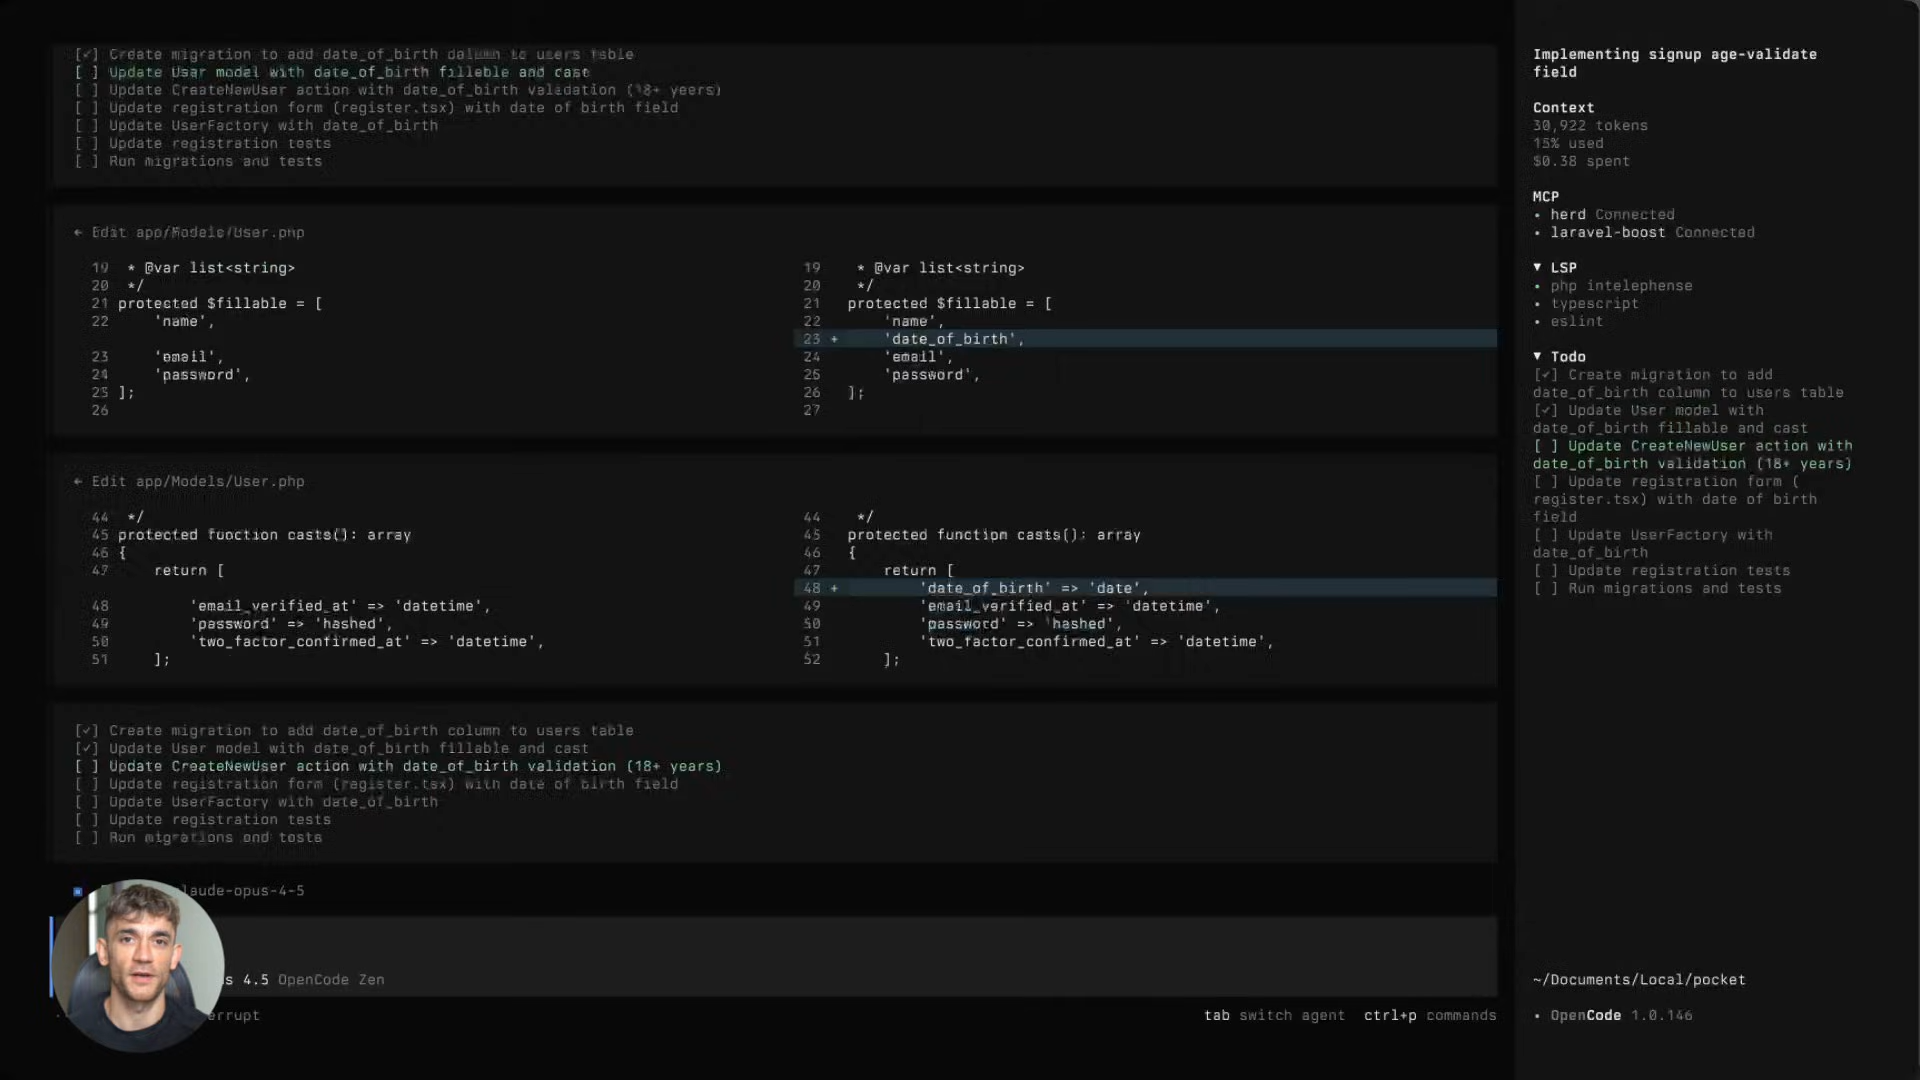 [✓] Create migration to add date_of_birth column to users table
[ ] Update User model with date_of_birth fillable and cast
[ ] Update CreateNewUser action with date_of_birth validation (18+ years)
[ ] Update registration form (register.tsx) with date of birth field
[ ] Update UserFactory with date_of_birth
[ ] Update registration tests
[ ] Run migrations and tests
← Edit app/Models/User.php
19 * @var list<string>
20 */
21 protected $fillable = [
22 'name',
23 'email',
24 'password',
25 ];
26
19 * @var list<string>
20 */
21 protected $fillable = [
22 'name',
23 + 'date_of_birth',
24 'email',
25 'password',
26 ];
27
← Edit app/Models/User.php
44 */
45 protected function casts(): array
46 {
47 return [
48 'email_verified_at' => 'datetime',
49 'password' => 'hashed',
50 'two_factor_confirmed_at' => 'datetime',
51 ];
44 */
45 protected function casts(): array
46 {
47 return [
48 + 'date_of_birth' => 'date',
49 'email_verified_at' => 'datetime',
50 'password' => 'hashed',
51 'two_factor_confirmed_at' => 'datetime',
52 ];
[✓] Create migration to add date_of_birth column to users table
[✓] Update User model with date_of_birth fillable and cast
[ ] Update CreateNewUser action with date_of_birth validation (18+ years)
[ ] Update registration form (register.tsx) with date of birth field
[ ] Update UserFactory with date_of_birth
[ ] Update registration tests
[ ] Run migrations and tests
laude-opus-4-5
s 4.5 OpenCode Zen
errupt
tab switch agent ctrl+p commands
Implementing signup age-validate
field
Context
30,922 tokens
15% used
$0.38 spent
MCP
• herd Connected
• laravel-boost Connected
▼ LSP
• php intelephense
• typescript
• eslint
▼ Todo
[✓] Create migration to add
date_of_birth column to users table
[✓] Update User model with
date_of_birth fillable and cast
[ ] Update CreateNewUser action with
date_of_birth validation (18+ years)
[ ] Update registration form (
register.tsx) with date of birth
field
[ ] Update UserFactory with
date_of_birth
[ ] Update registration tests
[ ] Run migrations and tests
~/Documents/Local/pocket
• OpenCode 1.0.146